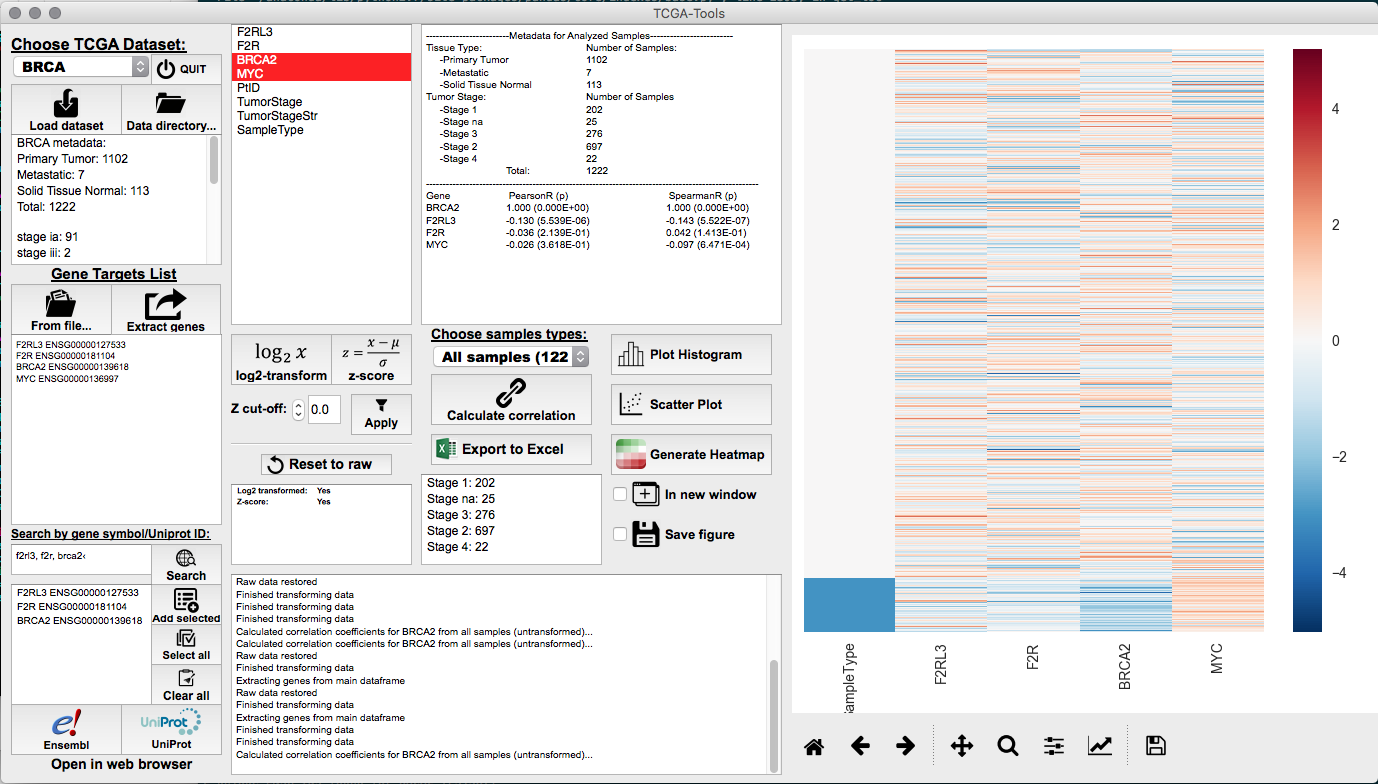 TCGA-Tools
Choose TCGA Dataset:
BRCA
QUIT
Load dataset
Data directory...
BRCA metadata:
Primary Tumor: 1102
Metastatic: 7
Solid Tissue Normal: 113
Total: 1222
stage ia: 91
stage iii: 2
Gene Targets List
From file...
Extract genes
F2RL3 ENSG00000127533
F2R ENSG00000181104
BRCA2 ENSG00000139618
MYC ENSG00000136997
Search by gene symbol/Uniprot ID:
f2rl3, f2r, brca2‹
Search
F2RL3 ENSG00000127533
F2R ENSG00000181104
BRCA2 ENSG00000139618
Add selected
Select all
Clear all
e!
Ensembl
UniProt
UniProt
Open in web browser
F2RL3
F2R
BRCA2
MYC
PtID
TumorStage
TumorStageStr
SampleType
log2 x
log2-transform
z = x − μ / σ
z-score
Z cut-off:
0.0
Apply
Reset to raw
Log2 transformed: Yes
Z-score: Yes
-------------------------Metadata for Analyzed Samples-------------------------
Tissue Type: Number of Samples:
-Primary Tumor 1102
-Metastatic 7
-Solid Tissue Normal 113
Tumor Stage: Number of Samples
-Stage 1 202
-Stage na 25
-Stage 3 276
-Stage 2 697
-Stage 4 22
Total: 1222
Gene PearsonR (p) SpearmanR (p)
BRCA2 1.000 (0.000E+00) 1.000 (0.000E+00)
F2RL3 -0.130 (5.539E-06) -0.143 (5.522E-07)
F2R -0.036 (2.139E-01) 0.042 (1.413E-01)
MYC -0.026 (3.618E-01) -0.097 (6.471E-04)
Choose samples types:
All samples (122
Calculate correlation
Export to Excel
Stage 1: 202
Stage na: 25
Stage 3: 276
Stage 2: 697
Stage 4: 22
Plot Histogram
Scatter Plot
Generate Heatmap
In new window
Save figure
Raw data restored
Finished transforming data
Finished transforming data
Finished transforming data
Calculated correlation coefficients for BRCA2 from all samples (untransformed)...
Calculated correlation coefficients for BRCA2 from all samples (untransformed)...
Raw data restored
Finished transforming data
Extracting genes from main dataframe
Raw data restored
Finished transforming data
Extracting genes from main dataframe
Finished transforming data
Finished transforming data
Calculated correlation coefficients for BRCA2 from all samples (untransformed)...
4
2
0
−2
−4
ampleType
F2RL3
F2R
BRCA2
MYC